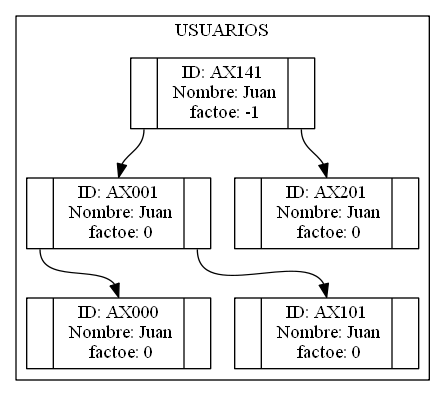 USUARIOS
ID: AX141
Nombre: Juan
factoe: -1
ID: AX001
Nombre: Juan
factoe: 0
ID: AX201
Nombre: Juan
factoe: 0
ID: AX000
Nombre: Juan
factoe: 0
ID: AX101
Nombre: Juan
factoe: 0